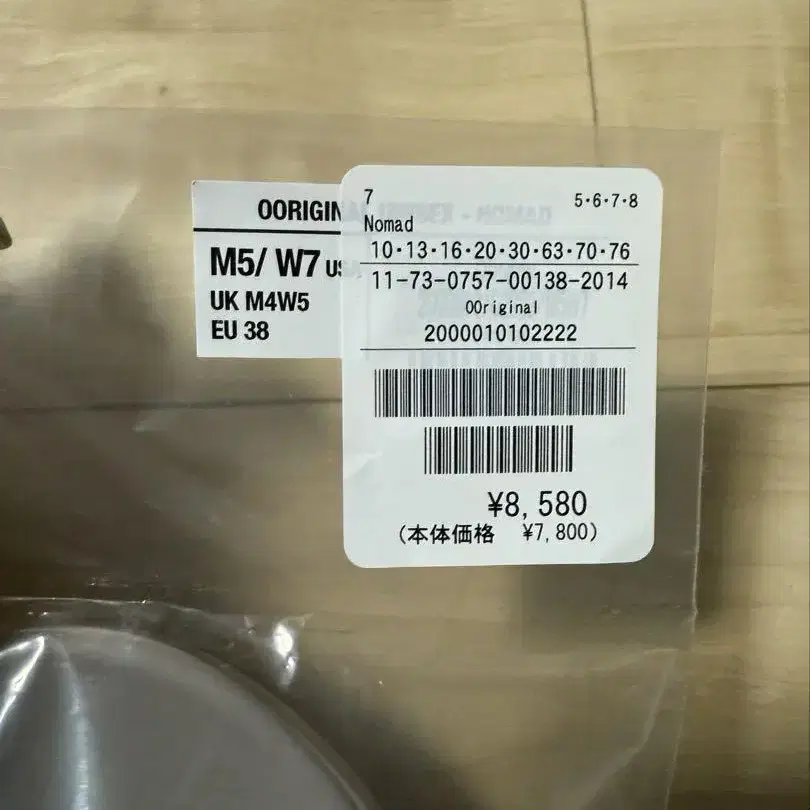 OORIGIN
M5/ W7 US
UK M4W5
EU 38
7 5・6・7・8
Nomad
10・13・16・20・30・63・70・76
11-73-0757-00138-2014
OOriginal
2000010102222
¥8,580
(本体価格 ¥7,800)